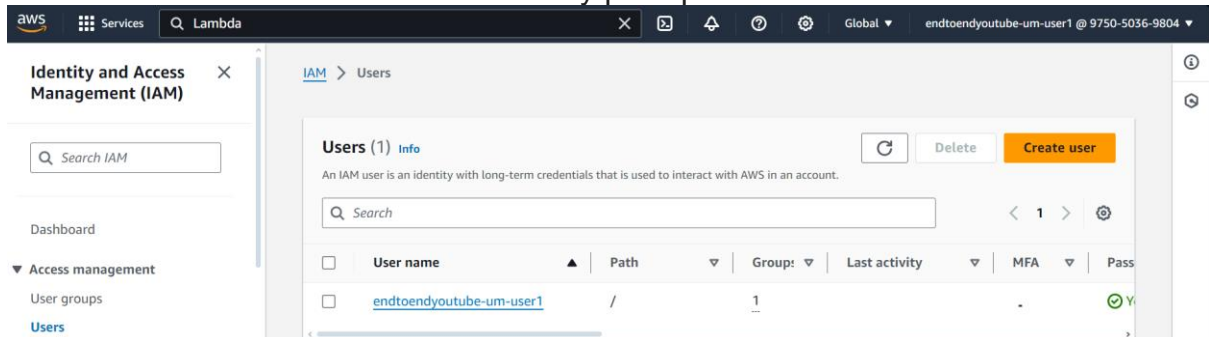 aws Services Lambda Global ▼ endtoendyoutube-um-user1 @ 9750-5036-9804 ▼
Identity and Access
Management (IAM)
Search IAM
Dashboard
▼ Access management
User groups
Users
IAM > Users
Users (1) Info
Delete
Create user
An IAM user is an identity with long-term credentials that is used to interact with AWS in an account.
Search
< 1 >
User name ▲ Path Groups Last activity MFA Pass
endtoendyoutube-um-user1 / 1 -